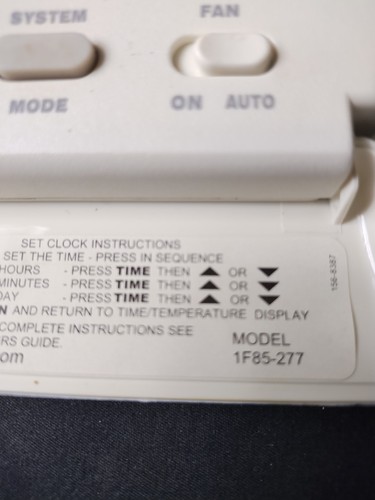 SYSTEM FAN
MODE ON AUTO
SET CLOCK INSTRUCTIONS
SET THE TIME - PRESS IN SEQUENCE
HOURS - PRESS TIME THEN ▲ OR ▼
MINUTES - PRESS TIME THEN ▲ OR ▼
DAY - PRESS TIME THEN ▲ OR ▼
N AND RETURN TO TIME/TEMPERATURE DISPLAY
COMPLETE INSTRUCTIONS SEE
RS GUIDE.
om
MODEL
1F85-277
156-8387